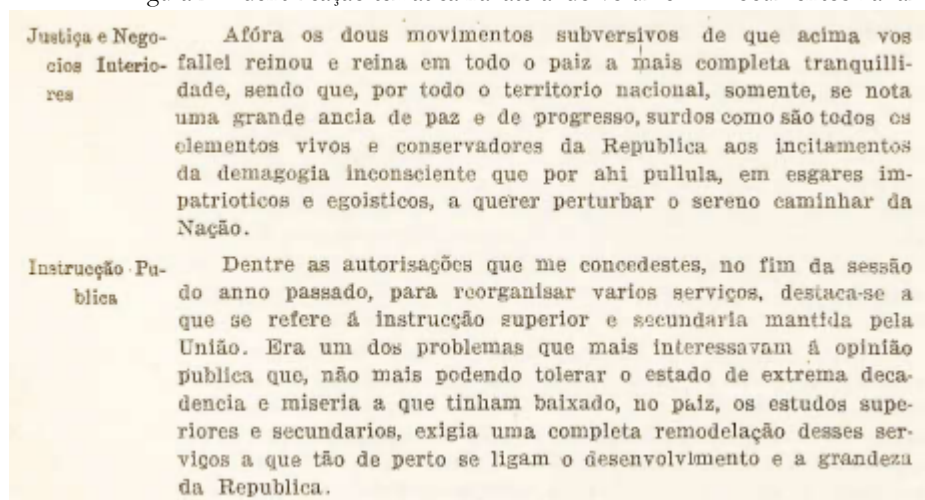 Justiça e Nego-
cios Interio-
res
Afóra os dous movimentos subversivos de que acima vos
fallei reinou e reina em todo o paiz a mais completa tranquilli-
dade, sendo que, por todo o territorio nacional, somente, se nota
uma grande ancia de paz e de progresso, surdos como são todos os
elementos vivos e conservadores da Republica aos incitamentos
da demagogia inconsciente que por ahi pullula, em esgares im-
patrioticos e egoisticos, a querer perturbar o sereno caminhar da
Nação.
Instrucção Pu-
blica
Dentre as autorisações que me concedestes, no fim da sessão
do anno passado, para reorganisar varios serviços, destaca-se a
que se refere á instrucção superior e secundaria mantida pela
União. Era um dos problemas que mais interessavam á opinião
publica que, não mais podendo tolerar o estado de extrema deca-
dencia e miseria a que tinham baixado, no paiz, os estudos supe-
riores e secundarios, exigia uma completa remodelação desses ser-
viços a que tão de perto se ligam o desenvolvimento e a grandeza
da Republica.